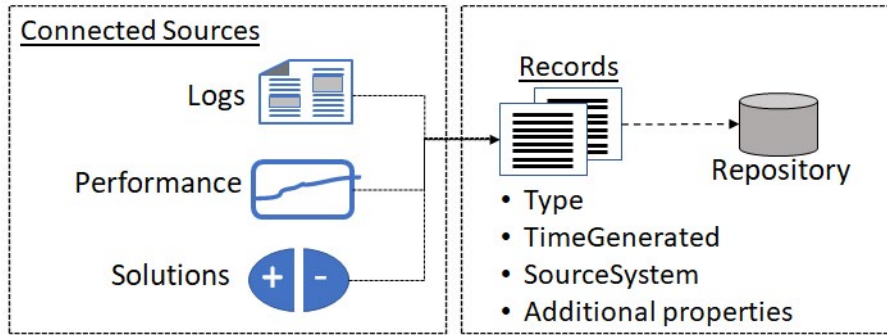 Connected Sources
Logs
Performance
Solutions
+ -
Records
Repository
• Type
• TimeGenerated
• SourceSystem
• Additional properties